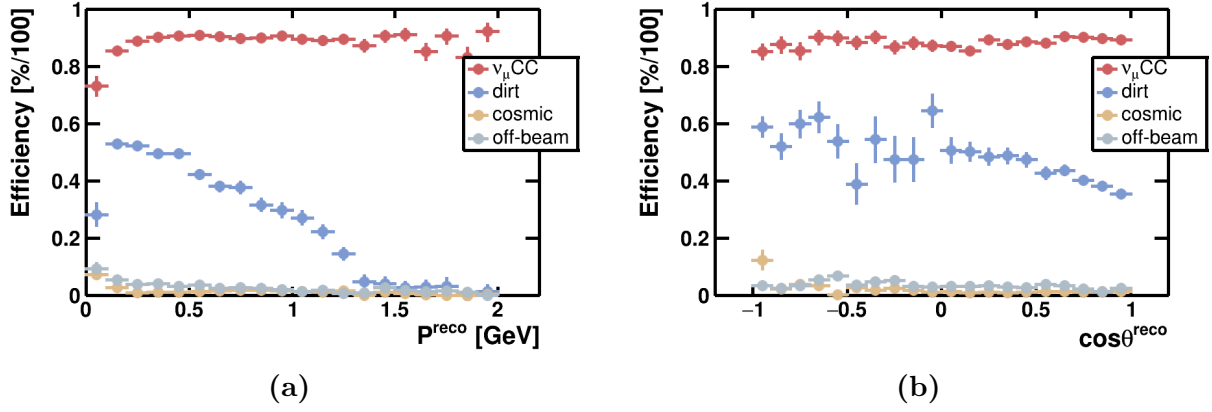 Efficiency [%/100]
1
0.8
0.6
0.4
0.2
0
νμCC
dirt
cosmic
off-beam
0 0.5 1 1.5 2
P^reco [GeV]
(a)
Efficiency [%/100]
1
0.8
0.6
0.4
0.2
0
νμCC
dirt
cosmic
off-beam
−1 −0.5 0 0.5 1
cosθ^reco
(b)